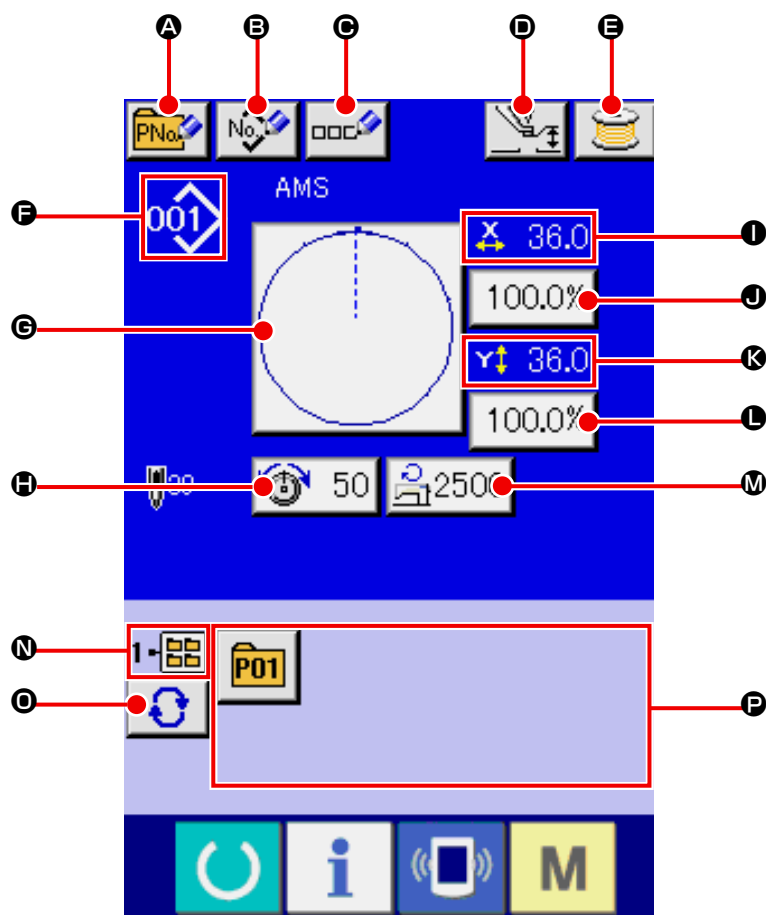 A B C D E
PNo. No.
F 001 AMS X 36.0 I
100.0% J
G Y 36.0 K
100.0% L
H 50 2500 M
N 1
P01
O P
i M